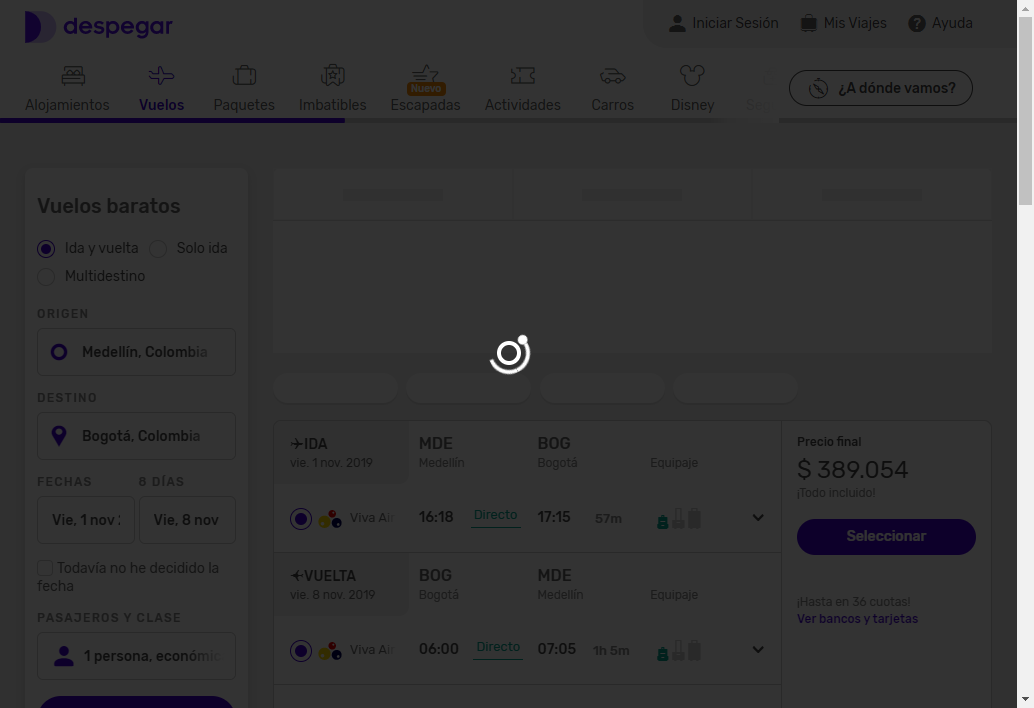 despegar
Iniciar Sesión
Mis Viajes
Ayuda
Alojamientos
Vuelos
Paquetes
Imbatibles
Nuevo
Escapadas
Actividades
Carros
Disney
¿A dónde vamos?
Vuelos baratos
Ida y vuelta
Solo ida
Multidestino
ORIGEN
Medellín, Colombia
DESTINO
Bogotá, Colombia
FECHAS
8 DÍAS
Vie, 1 nov
Vie, 8 nov
Todavía no he decidido la
fecha
PASAJEROS Y CLASE
1 persona, económic
IDA
MDE
BOG
vie. 1 nov. 2019
Medellín
Bogotá
Equipaje
Viva Air
16:18
Directo
17:15
57m
VUELTA
BOG
MDE
vie. 8 nov. 2019
Bogotá
Medellín
Equipaje
Viva Air
06:00
Directo
07:05
1h 5m
Precio final
$ 389.054
¡Todo incluido!
Seleccionar
¡Hasta en 36 cuotas!
Ver bancos y tarjetas